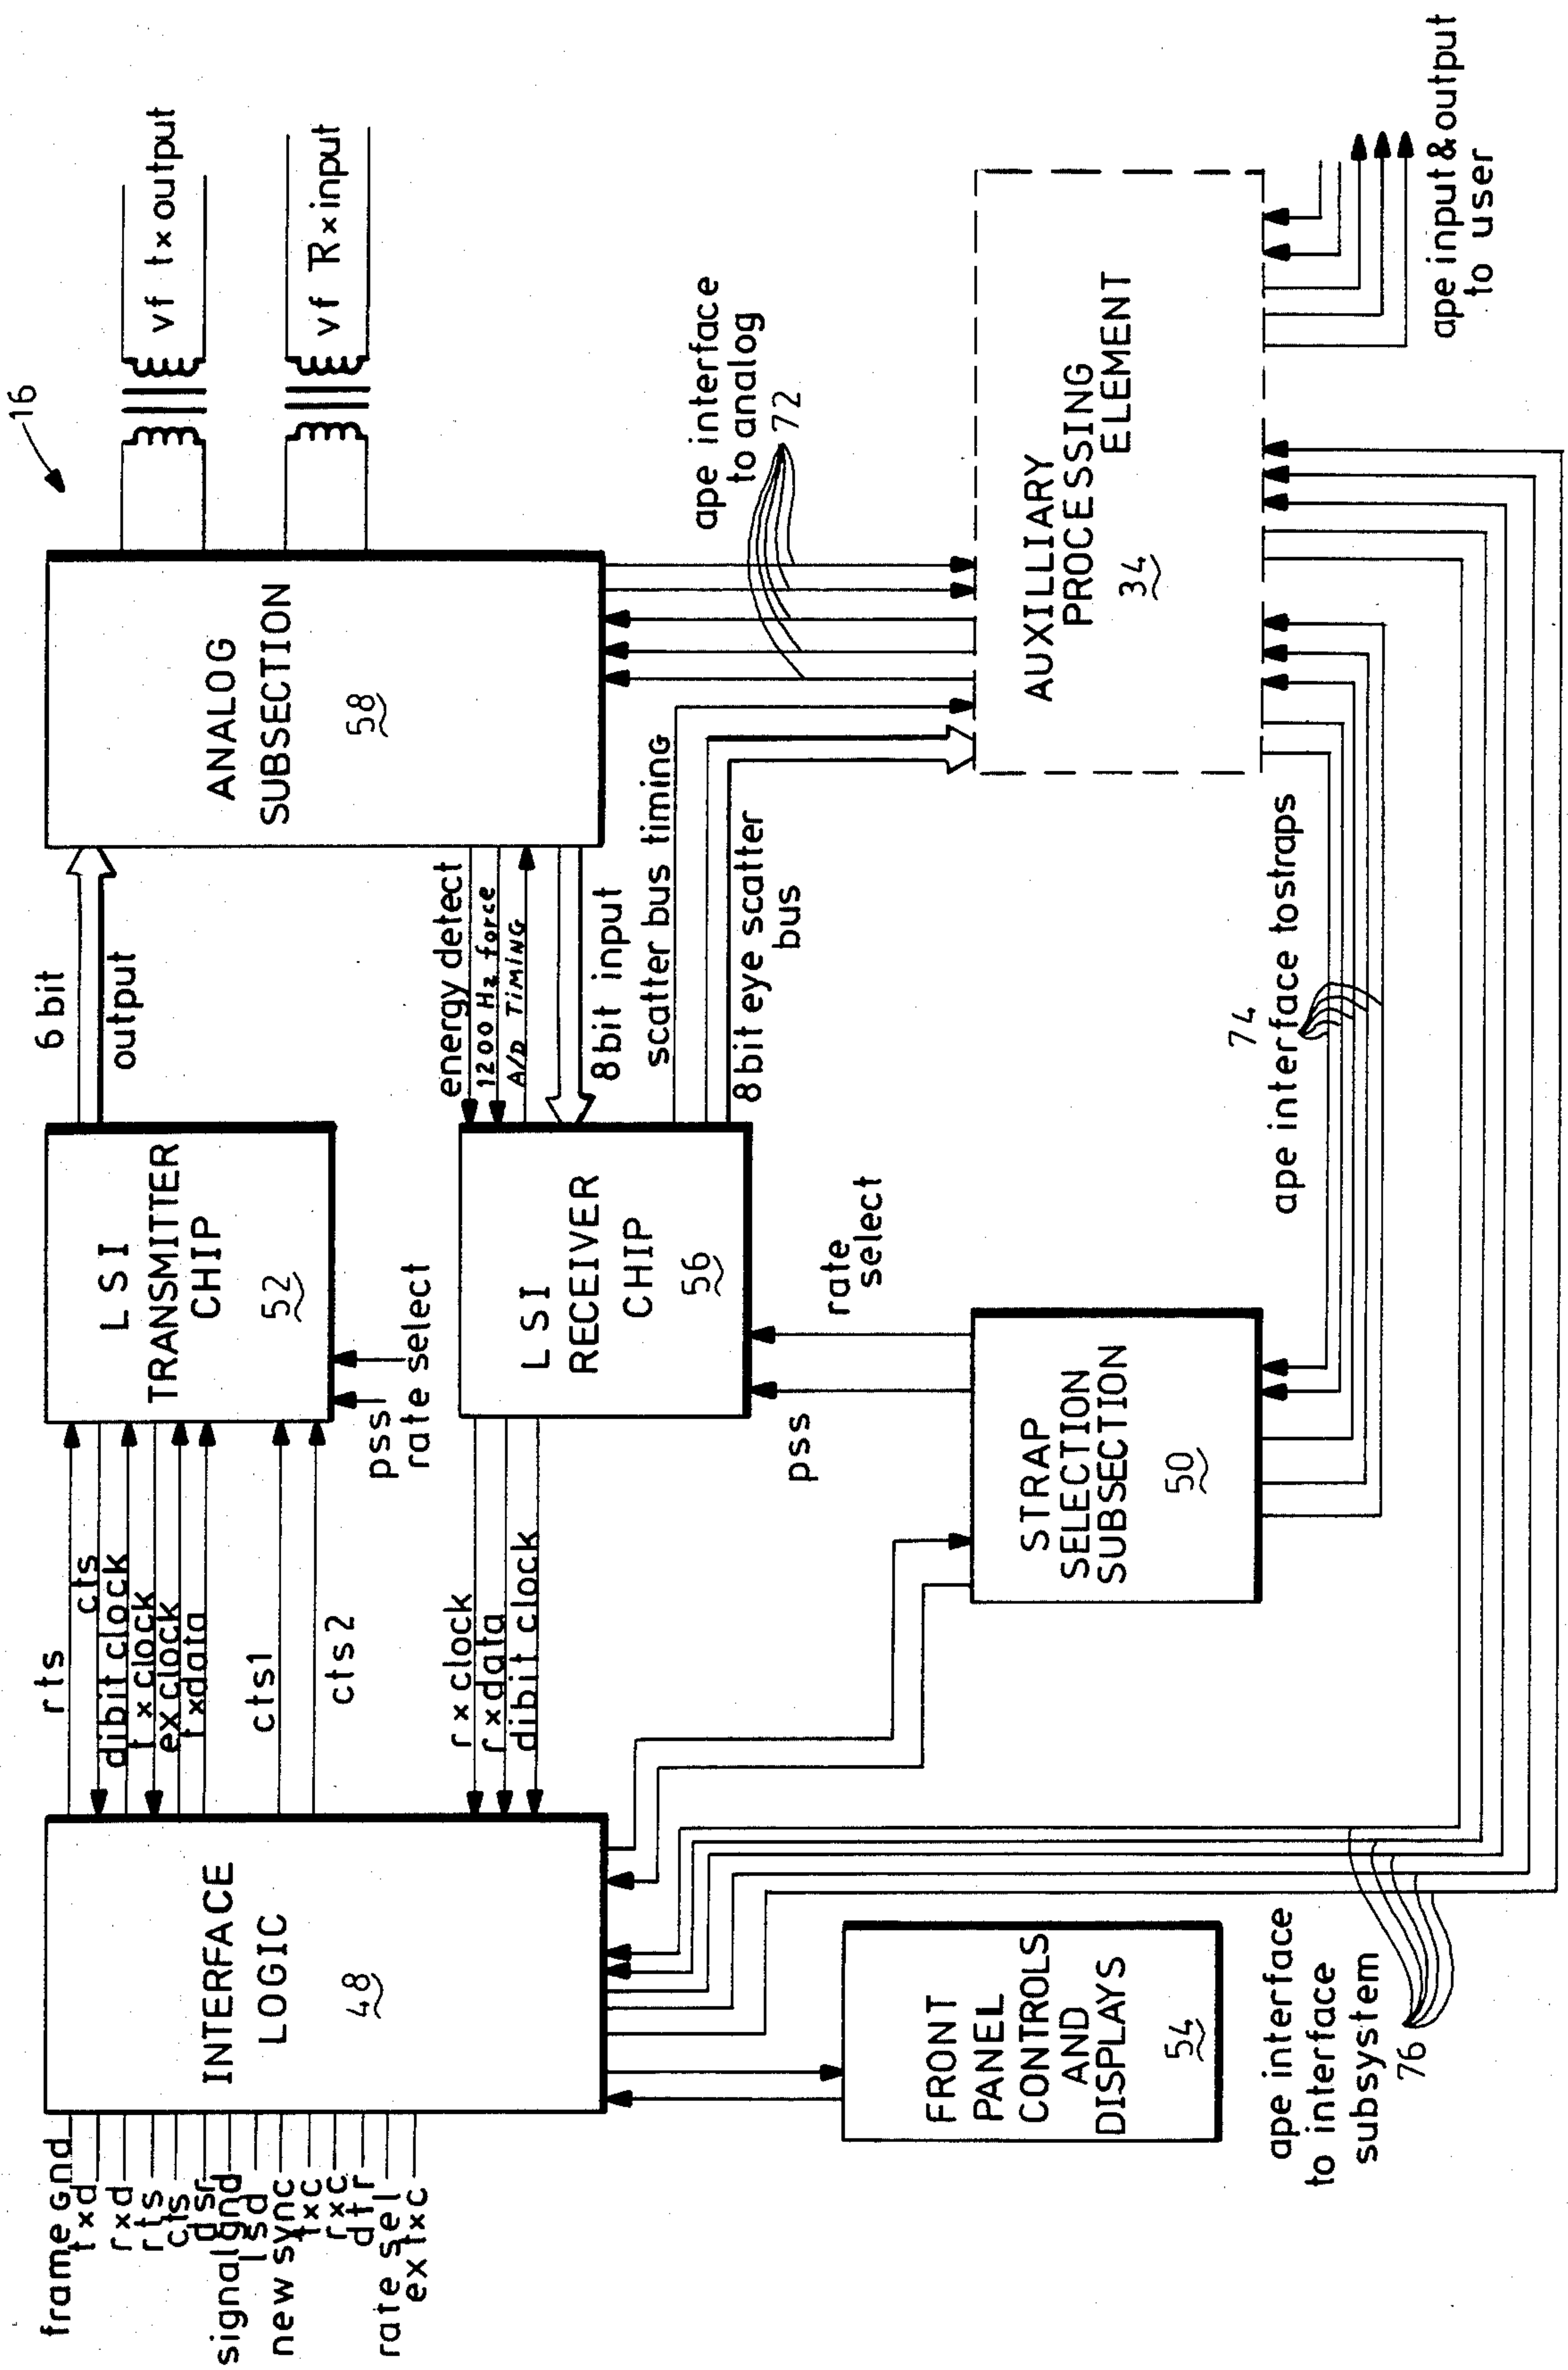 16
frame gnd
txd
rxd
rts
cts
dsr
signal gnd
lsd
new sync
txc
rxc
dtr
rate sel
ex txc
INTERFACE
LOGIC
48
rts
cts
dibit clock
tx clock
ex clock
txdata
cts1
cts2
rx clock
rxdata
dibit clock
LSI
TRANSMITTER
CHIP
52
pss
rate select
6 bit
output
LSI
RECEIVER
CHIP
56
energy detect
1200 Hz force
A/D TIMING
8 bit input
scatter bus timing
8 bit eye scatter
bus
ANALOG
SUBSECTION
58
vf tx output
vf Rx input
ape interface
to analog
72
pss
rate
select
STRAP
SELECTION
SUBSECTION
50
FRONT
PANEL
CONTROLS
AND
DISPLAYS
54
AUXILLIARY
PROCESSING
ELEMENT
34
74
ape interface tostraps
ape interface
to interface
subsystem
76
ape input & output
to user